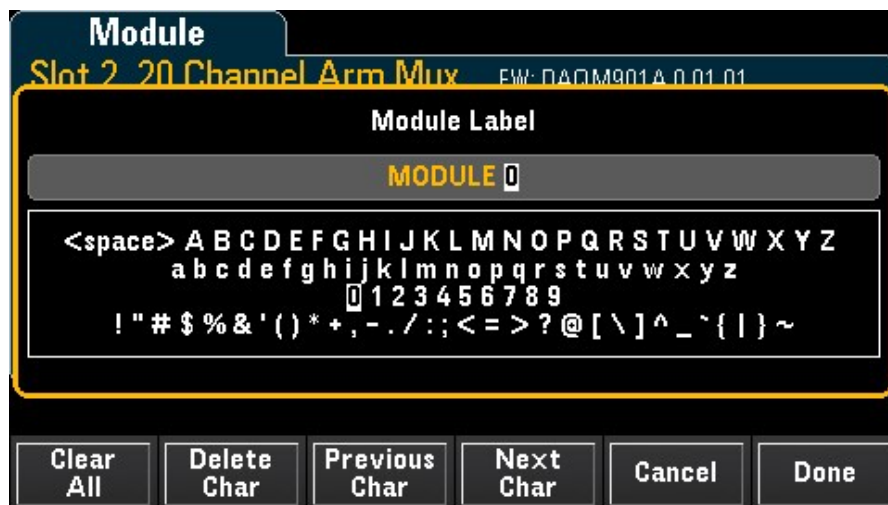 Module
Slot 2 20 Channel Arm Mux FW: DAQM901A 0.01.01
Module Label
MODULE 0
<space> A B C D E F G H I J K L M N O P Q R S T U V W X Y Z
a b c d e f g h i j k l m n o p q r s t u v w x y z
0 1 2 3 4 5 6 7 8 9
! " # $ % & ' ( ) * + , - . / : ; < = > ? @ [ \ ] ^ _ ` { | } ~
Clear All
Delete Char
Previous Char
Next Char
Cancel
Done